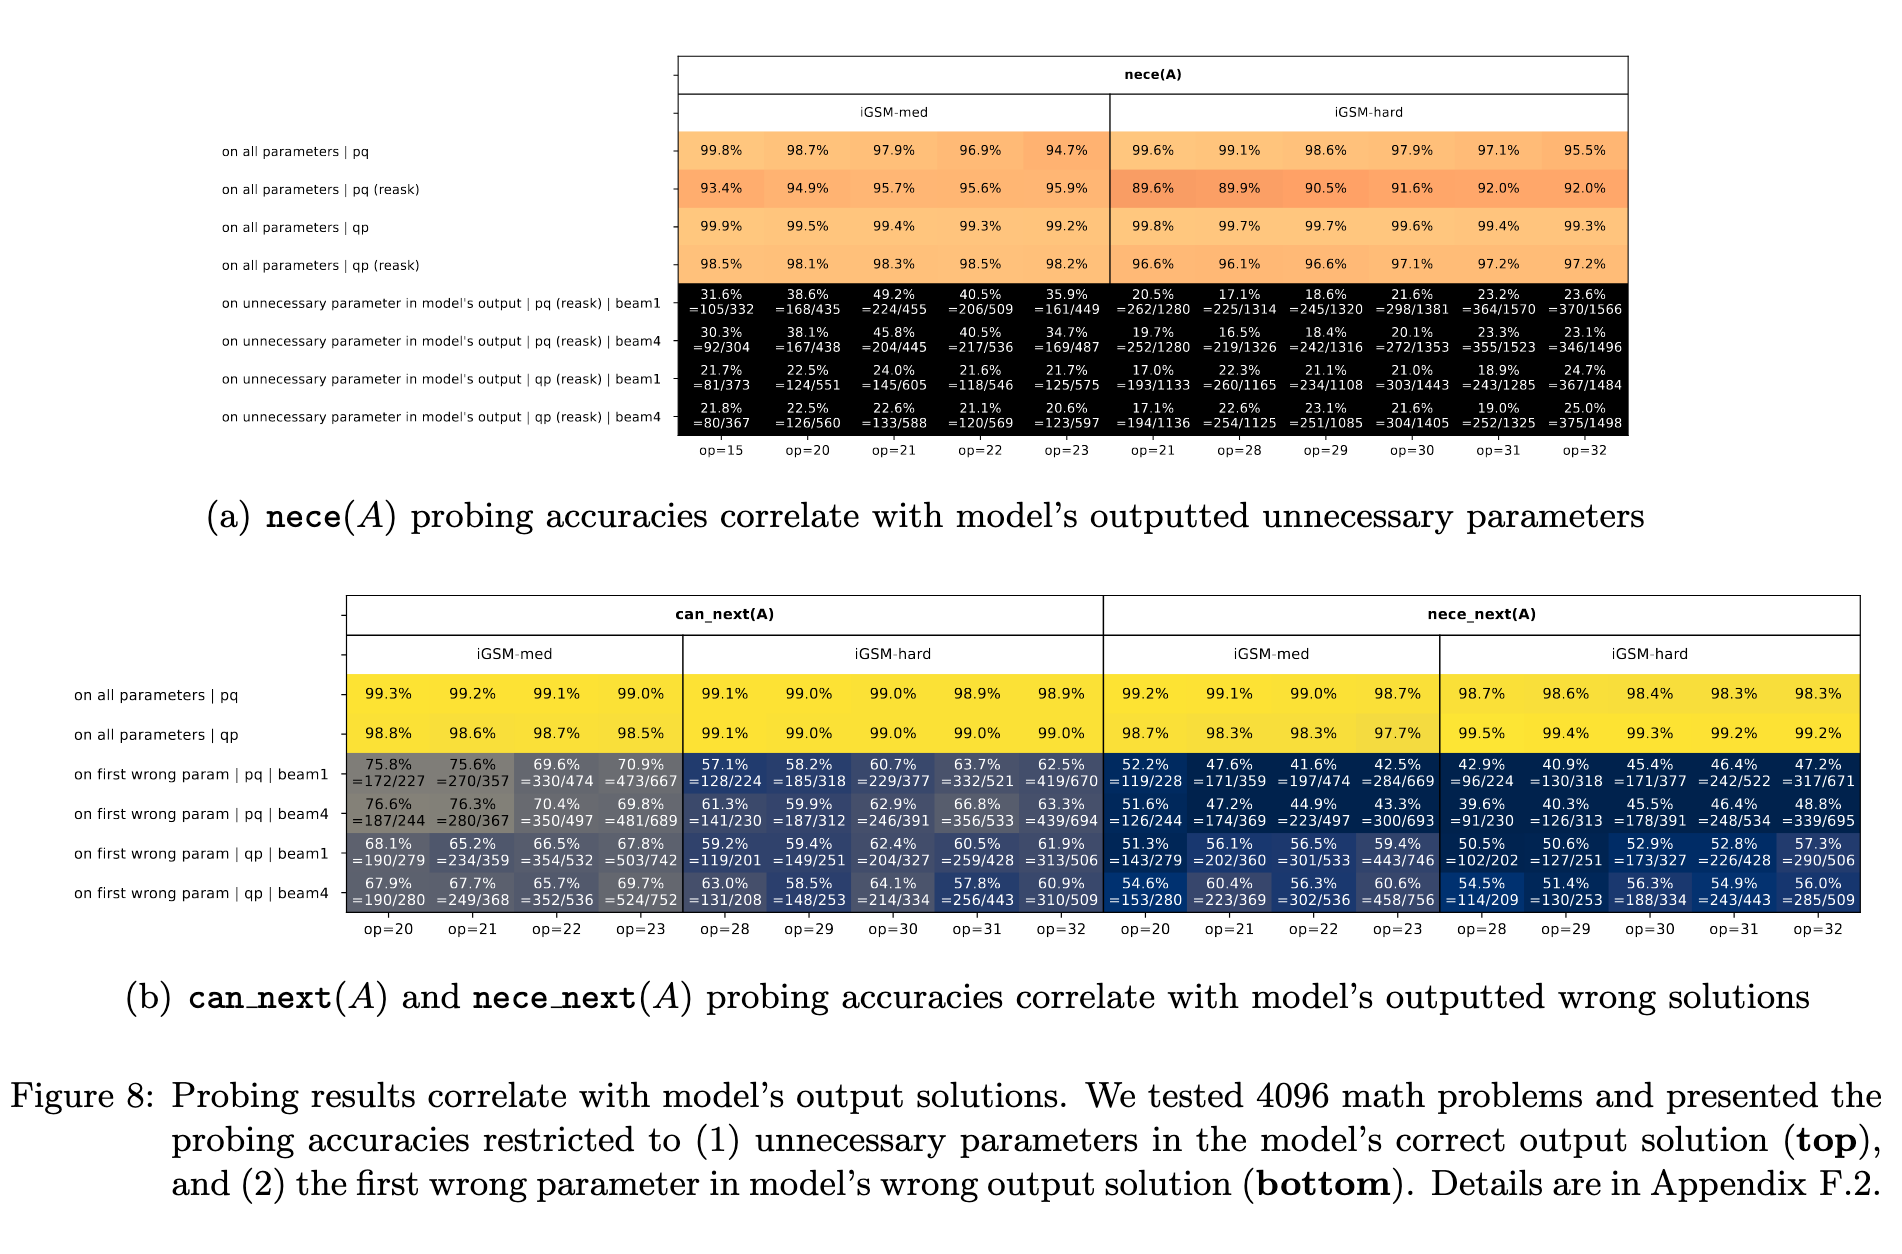 nece(A)
iGSM-med iGSM-hard
on all parameters | pq 99.8% 98.7% 97.9% 96.9% 94.7% 99.6% 99.1% 98.6% 97.9% 97.1% 95.5%
on all parameters | pq (reask) 93.4% 94.9% 95.7% 95.6% 95.9% 89.6% 89.9% 90.5% 91.6% 92.0% 92.0%
on all parameters | qp 99.9% 99.5% 99.4% 99.3% 99.2% 99.8% 99.7% 99.7% 99.6% 99.4% 99.3%
on all parameters | qp (reask) 98.5% 98.1% 98.3% 98.5% 98.2% 96.6% 96.1% 96.6% 97.1% 97.2% 97.2%
31.6% 38.6% 49.2% 40.5% 35.9% 20.5% 17.1% 18.6% 21.6% 23.2% 23.6%
on unnecessary parameter in model's output | pq (reask) | beam1 =105/332 =168/435 =224/455 =206/509 =161/449 =262/1280 =225/1314 =245/1320 =298/1381 =364/1570 =370/1566
30.3% 38.1% 45.8% 40.5% 34.7% 19.7% 16.5% 18.4% 20.1% 23.3% 23.1%
on unnecessary parameter in model's output | pq (reask) | beam4 =92/304 =167/438 =204/445 =217/536 =169/487 =252/1280 =219/1326 =242/1316 =272/1353 =355/1523 =346/1496
21.7% 22.5% 24.0% 21.6% 21.7% 17.0% 22.3% 21.1% 21.0% 18.9% 24.7%
on unnecessary parameter in model's output | qp (reask) | beam1 =81/373 =124/551 =145/605 =118/546 =125/575 =193/1133 =260/1165 =234/1108 =303/1443 =243/1285 =367/1484
21.8% 22.5% 22.6% 21.1% 20.6% 17.1% 22.6% 23.1% 21.6% 19.0% 25.0%
on unnecessary parameter in model's output | qp (reask) | beam4 =80/367 =126/560 =133/588 =120/569 =123/597 =194/1136 =254/1125 =251/1085 =304/1405 =252/1325 =375/1498
op=15 op=20 op=21 op=22 op=23 op=21 op=28 op=29 op=30 op=31 op=32
(a) nece(A) probing accuracies correlate with model's outputted unnecessary parameters
can_next(A) nece_next(A)
iGSM-med iGSM-hard iGSM-med iGSM-hard
on all parameters | pq 99.3% 99.2% 99.1% 99.0% 99.1% 99.0% 99.0% 98.9% 98.9% 99.2% 99.1% 99.0% 98.7% 98.7% 98.6% 98.4% 98.3% 98.3%
on all parameters | qp 98.8% 98.6% 98.7% 98.5% 99.1% 99.0% 99.0% 99.0% 99.0% 98.7% 98.3% 98.3% 97.7% 99.5% 99.4% 99.3% 99.2% 99.2%
75.8% 75.6% 69.6% 70.9% 57.1% 58.2% 60.7% 63.7% 62.5% 52.2% 47.6% 41.6% 42.5% 42.9% 40.9% 45.4% 46.4% 47.2%
on first wrong param | pq | beam1 =172/227 =270/357 =330/474 =473/667 =128/224 =185/318 =229/377 =332/521 =419/670 =119/228 =171/359 =197/474 =284/669 =96/224 =130/318 =171/377 =242/522 =317/671
76.6% 76.3% 70.4% 69.8% 61.3% 59.9% 62.9% 66.8% 63.3% 51.6% 47.2% 44.9% 43.3% 39.6% 40.3% 45.5% 46.4% 48.8%
on first wrong param | pq | beam4 =187/244 =280/367 =350/497 =481/689 =141/230 =187/312 =246/391 =356/533 =439/694 =126/244 =174/369 =223/497 =300/693 =91/230 =126/313 =178/391 =248/534 =339/695
68.1% 65.2% 66.5% 67.8% 59.2% 59.4% 62.4% 60.5% 61.9% 51.3% 56.1% 56.5% 59.4% 50.5% 50.6% 52.9% 52.8% 57.3%
on first wrong param | qp | beam1 =190/279 =234/359 =354/532 =503/742 =119/201 =149/251 =204/327 =259/428 =313/506 =143/279 =202/360 =301/533 =443/746 =102/202 =127/251 =173/327 =226/428 =290/506
67.9% 67.7% 65.7% 69.7% 63.0% 58.5% 64.1% 57.8% 60.9% 54.6% 60.4% 56.3% 60.6% 54.5% 51.4% 56.3% 54.9% 56.0%
on first wrong param | qp | beam4 =190/280 =249/368 =352/536 =524/752 =131/208 =148/253 =214/334 =256/443 =310/509 =153/280 =223/369 =302/536 =458/756 =114/209 =130/253 =188/334 =243/443 =285/509
op=20 op=21 op=22 op=23 op=28 op=29 op=30 op=31 op=32 op=20 op=21 op=22 op=23 op=28 op=29 op=30 op=31 op=32
(b) can_next(A) and nece_next(A) probing accuracies correlate with model's outputted wrong solutions
Figure 8: Probing results correlate with model's output solutions. We tested 4096 math problems and presented the
probing accuracies restricted to (1) unnecessary parameters in the model's correct output solution (top),
and (2) the first wrong parameter in model's wrong output solution (bottom). Details are in Appendix F.2.